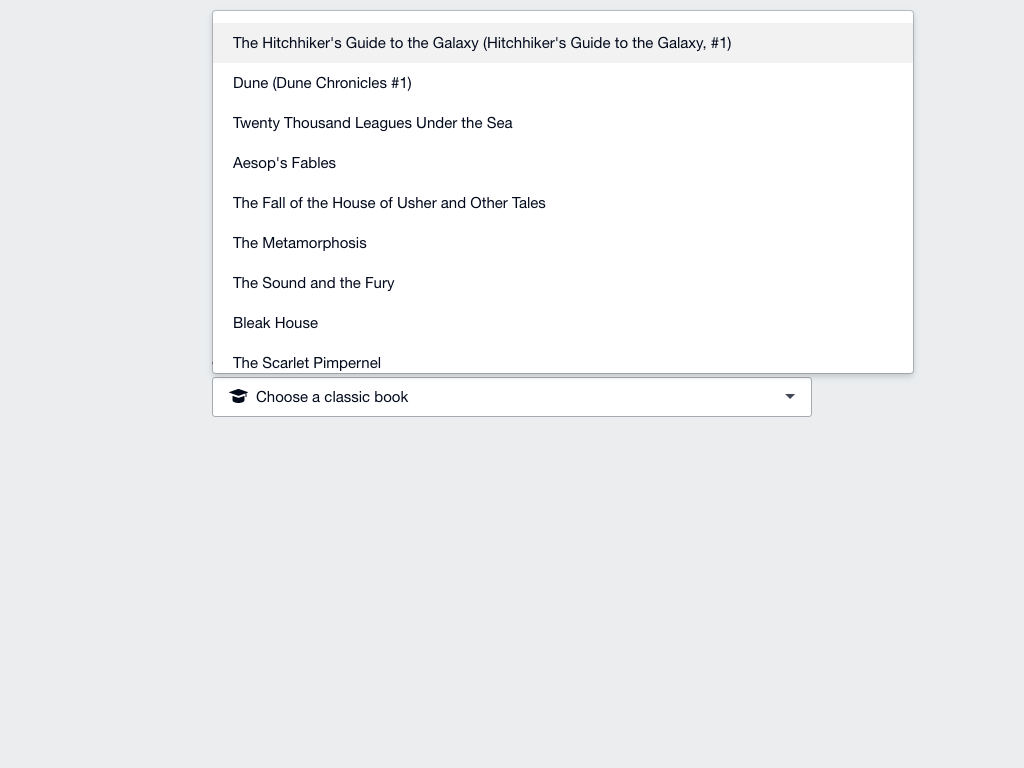 The Hitchhiker's Guide to the Galaxy (Hitchhiker's Guide to the Galaxy, #1)
Dune (Dune Chronicles #1)
Twenty Thousand Leagues Under the Sea
Aesop's Fables
The Fall of the House of Usher and Other Tales
The Metamorphosis
The Sound and the Fury
Bleak House
The Scarlet Pimpernel
Choose a classic book